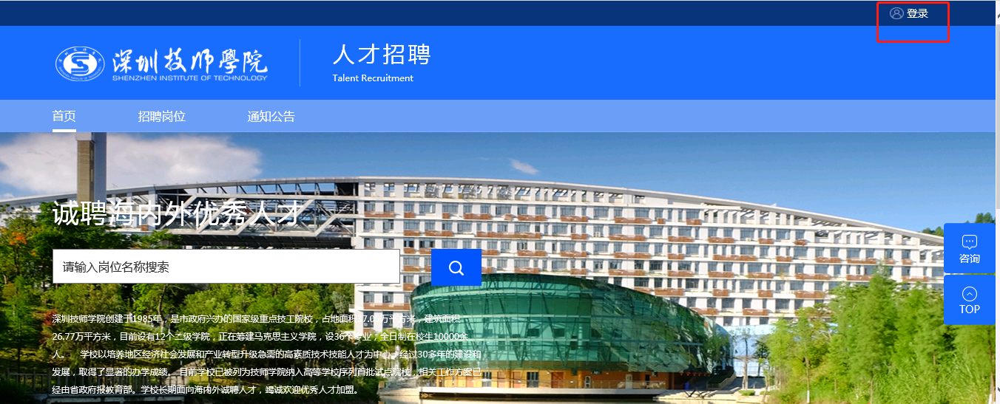 登录
深圳技师學院
SHENZHEN INSTITUTE OF TECHNOLOGY
人才招聘
Talent Recruitment
首页
招聘岗位
通知公告
诚聘海内外优秀人才
请输入岗位名称搜索
咨询
TOP
深圳技师学院创建于1985年，是市政府兴办的国家级重点技工院校，占地面积37.05万平方米，建筑面积
26.77万平方米，目前设有12个二级学院，正在筹建马克思主义学院，设36个专业，全日制在校生10000余
人。 学校以培养地区经济社会发展和产业转型升级急需的高素质技术技能人才为中心，经过30多年的建设和
发展，取得了显著的办学成绩。 目前学校已被列为技师学院纳入高等学校序列首批试点院校，相关工作方案已
经由省政府报教育部。学校长期面向海内外诚聘人才，竭诚欢迎优秀人才加盟。